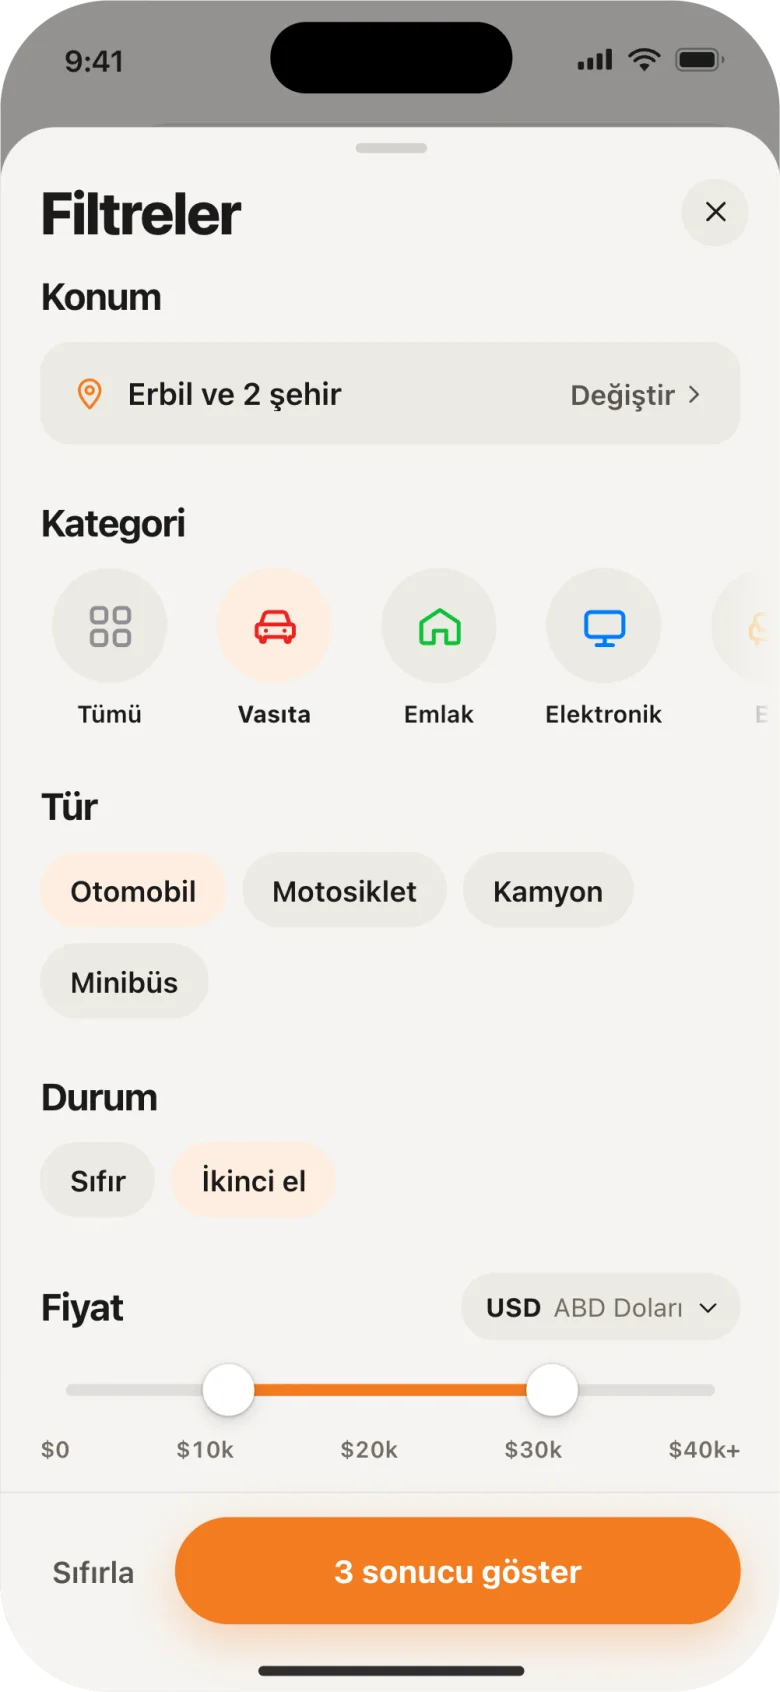 9:41
Filtreler
Konum
Erbil ve 2 şehir Değiştir
Kategori
Tümü Vasıta Emlak Elektronik E
Tür
Otomobil Motosiklet Kamyon
Minibüs
Durum
Sıfır İkinci el
Fiyat USD ABD Doları
$0 $10k $20k $30k $40k+
Sıfırla 3 sonucu göster